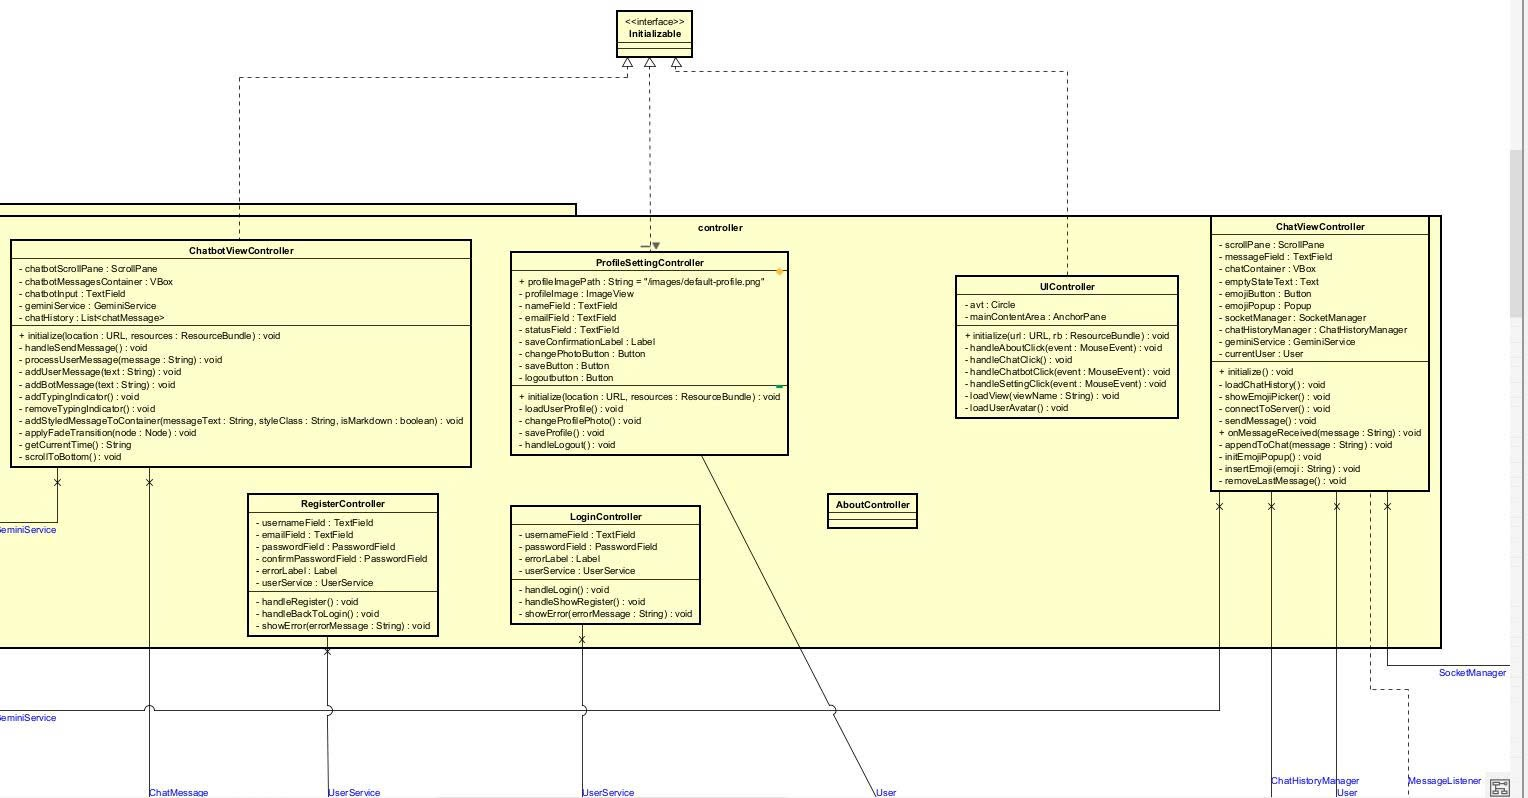 <<interface>>
Initializable
controller
ChatbotViewController
- chatbotScrollPane : ScrollPane
- chatbotMessagesContainer : VBox
- chatbotInput : TextField
- geminiService : GeminiService
- chatHistory : List<chatMessage>
+ initialize(location : URL, resources : ResourceBundle) : void
- handleSendMessage() : void
- processUserMessage(message : String) : void
- addUserMessage(text : String) : void
- addBotMessage(text : String) : void
- addTypingIndicator() : void
- removeTypingIndicator() : void
- addStyledMessageToContainer(messageText : String, styleClass : String, isMarkdown : boolean) : void
- applyFadeTransition(node : Node) : void
- getCurrentTime() : String
- scrollToBottom() : void
ProfileSettingController
+ profileImagePath : String = "/images/default-profile.png"
- profileImage : ImageView
- nameField : TextField
- emailField : TextField
- statusField : TextField
- saveConfirmationLabel : Label
- changePhotoButton : Button
- saveButton : Button
- logoutbutton : Button
+ initialize(location : URL, resources : ResourceBundle) : void
- loadUserProfile() : void
- changeProfilePhoto() : void
- saveProfile() : void
- handleLogout() : void
UIController
- avt : Circle
- mainContentArea : AnchorPane
+ initialize(url : URL, rb : ResourceBundle) : void
- handleAboutClick(event : MouseEvent) : void
- handleChatClick() : void
- handleChatbotClick(event : MouseEvent) : void
- handleSettingClick(event : MouseEvent) : void
- loadView(viewName : String) : void
- loadUserAvatar() : void
ChatViewController
- scrollPane : ScrollPane
- messageField : TextField
- chatContainer : VBox
- emptyStateText : Text
- emojiButton : Button
- emojiPopup : Popup
- socketManager : SocketManager
- chatHistoryManager : ChatHistoryManager
- geminiService : GeminiService
- currentUser : User
+ initialize() : void
- loadChatHistory() : void
- showEmojiPicker() : void
- connectToServer() : void
- sendMessage() : void
+ onMessageReceived(message : String) : void
- appendToChat(message : String) : void
- initEmojiPopup() : void
- insertEmoji(emoji : String) : void
- removeLastMessage() : void
RegisterController
- usernameField : TextField
- emailField : TextField
- passwordField : PasswordField
- confirmPasswordField : PasswordField
- errorLabel : Label
- userService : UserService
- handleRegister() : void
- handleBackToLogin() : void
- showError(errorMessage : String) : void
LoginController
- usernameField : TextField
- passwordField : PasswordField
- errorLabel : Label
- userService : UserService
- handleLogin() : void
- handleShowRegister() : void
- showError(errorMessage : String) : void
AboutController
GeminiService
SocketManager
GeminiService
ChatHistoryManager
MessageListener
ChatMessage
UserService
UserService
User
User